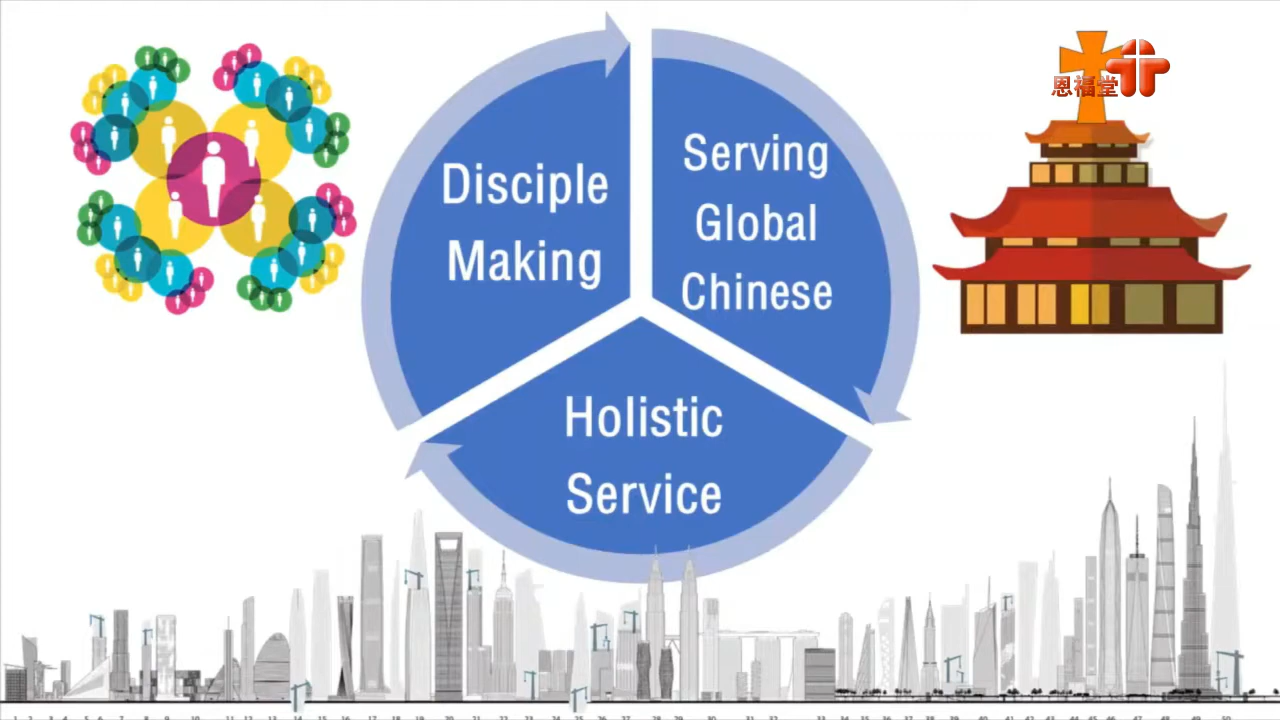 恩福堂
Disciple
Making
Serving
Global
Chinese
Holistic
Service